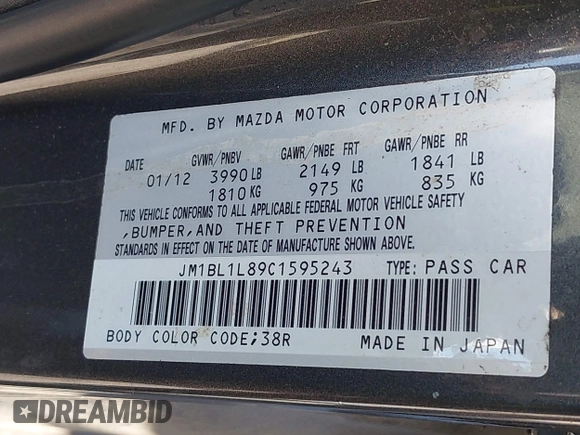 MFD. BY MAZDA MOTOR CORPORATION
GVWR/PNBV GAWR/PNBE FRT GAWR/PNBE RR
01/12 3990 LB 2149 LB 1841 LB
1810 KG 975 KG 835 KG
THIS VEHICLE CONFORMS TO ALL APPLICABLE FEDERAL MOTOR VEHICLE SAFETY
,BUMPER,AND THEFT PREVENTION
STANDARDS IN EFFECT ON THE DATE OF MANUFACTURE SHOWN ABOVE.
JM1BL1L89C1595243 TYPE: PASS CAR
BODY COLOR CODE;38R MADE IN JAPAN
DREAMBID